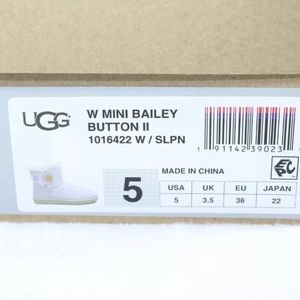 UGG
W MINI BAILEY
BUTTON II
1016422 W / SLPN
1 91142 39023
5
MADE IN CHINA
USA UK EU JAPAN
5 3.5 36 22